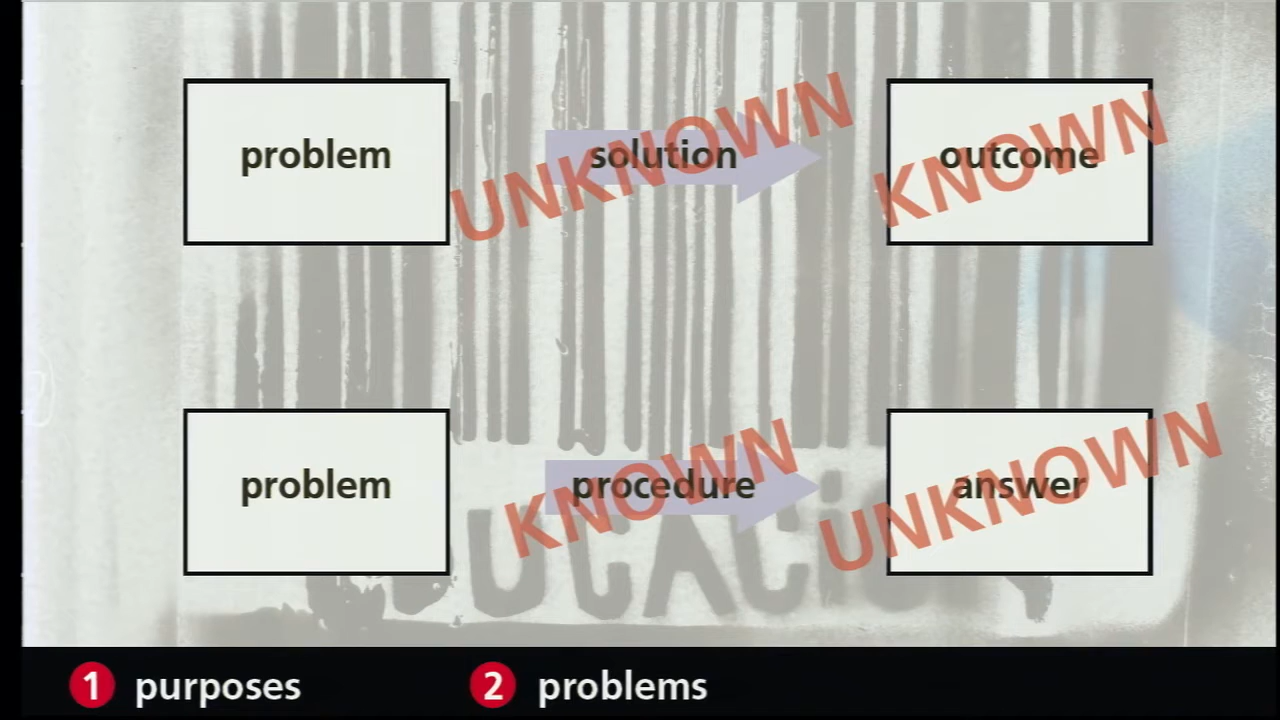 problem
solution
UNKNOWN
outcome
KNOWN
problem
procedure
KNOWN
answer
UNKNOWN
1 purposes
2 problems